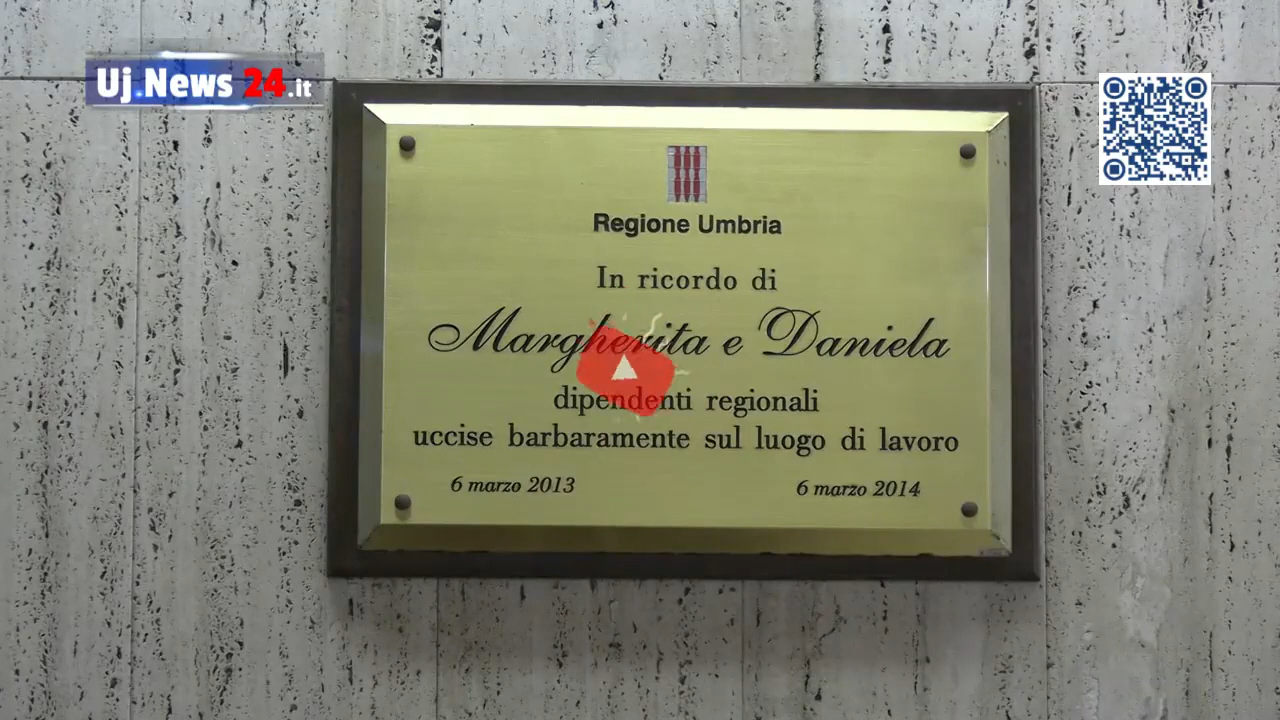 Uj.News 24.it
Regione Umbria
In ricordo di
Margherita e Daniela
dipendenti regionali
uccise barbaramente sul luogo di lavoro
6 marzo 2013 6 marzo 2014